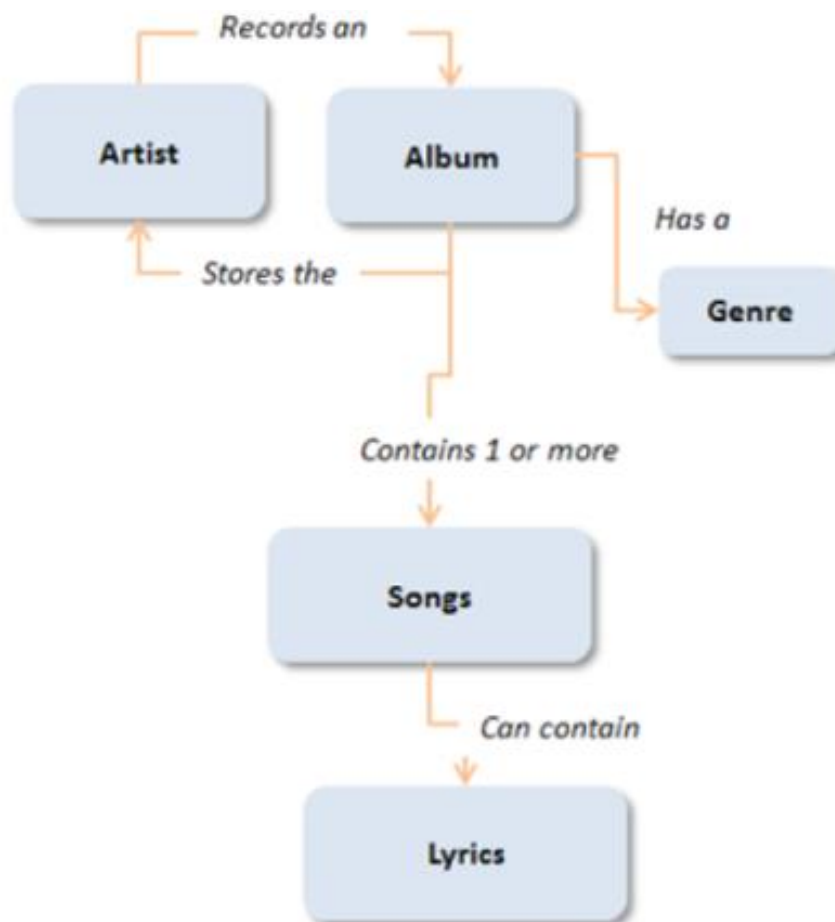 Records an
Artist
Album
Has a
Stores the
Genre
Contains 1 or more
Songs
Can contain
Lyrics